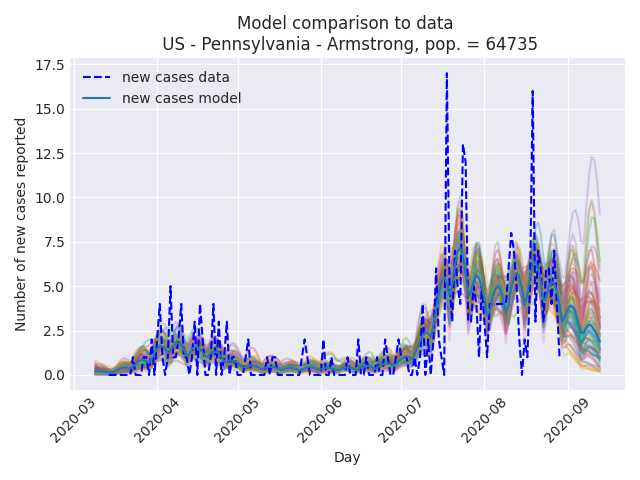 Model comparison to data
US - Pennsylvania - Armstrong, pop. = 64735
new cases data
new cases model
Number of new cases reported
17.5
15.0
12.5
10.0
7.5
5.0
2.5
0.0
2020-03
2020-04
2020-05
2020-06
2020-07
2020-08
2020-09
Day